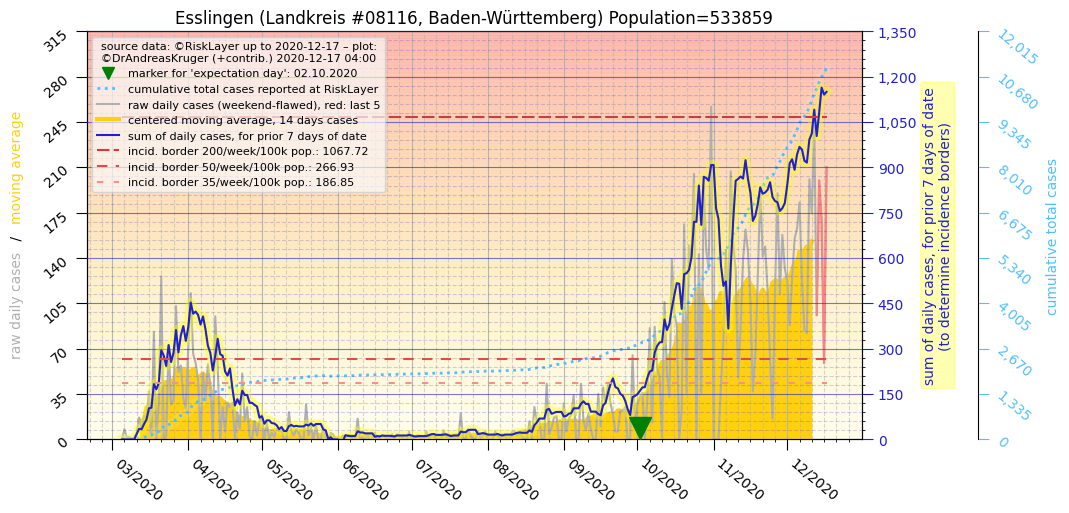 Esslingen (Landkreis #08116, Baden-Württemberg) Population=533859
source data: ©RiskLayer up to 2020-12-17 – plot:
©DrAndreasKruger (+contrib.) 2020-12-17 04:00
marker for 'expectation day': 02.10.2020
cumulative total cases reported at RiskLayer
raw daily cases (weekend-flawed), red: last 5
centered moving average, 14 days cases
sum of daily cases, for prior 7 days of date
incid. border 200/week/100k pop.: 1067.72
incid. border 50/week/100k pop.: 266.93
incid. border 35/week/100k pop.: 186.85
raw daily cases / moving average
315
280
245
210
175
140
105
70
35
0
03/2020
04/2020
05/2020
06/2020
07/2020
08/2020
09/2020
10/2020
11/2020
12/2020
1,350
1,200
1,050
900
750
600
450
300
150
0
sum of daily cases, for prior 7 days of date
(to determine incidence borders)
12,015
10,680
9,345
8,010
6,675
5,340
4,005
2,670
1,335
0
cumulative total cases